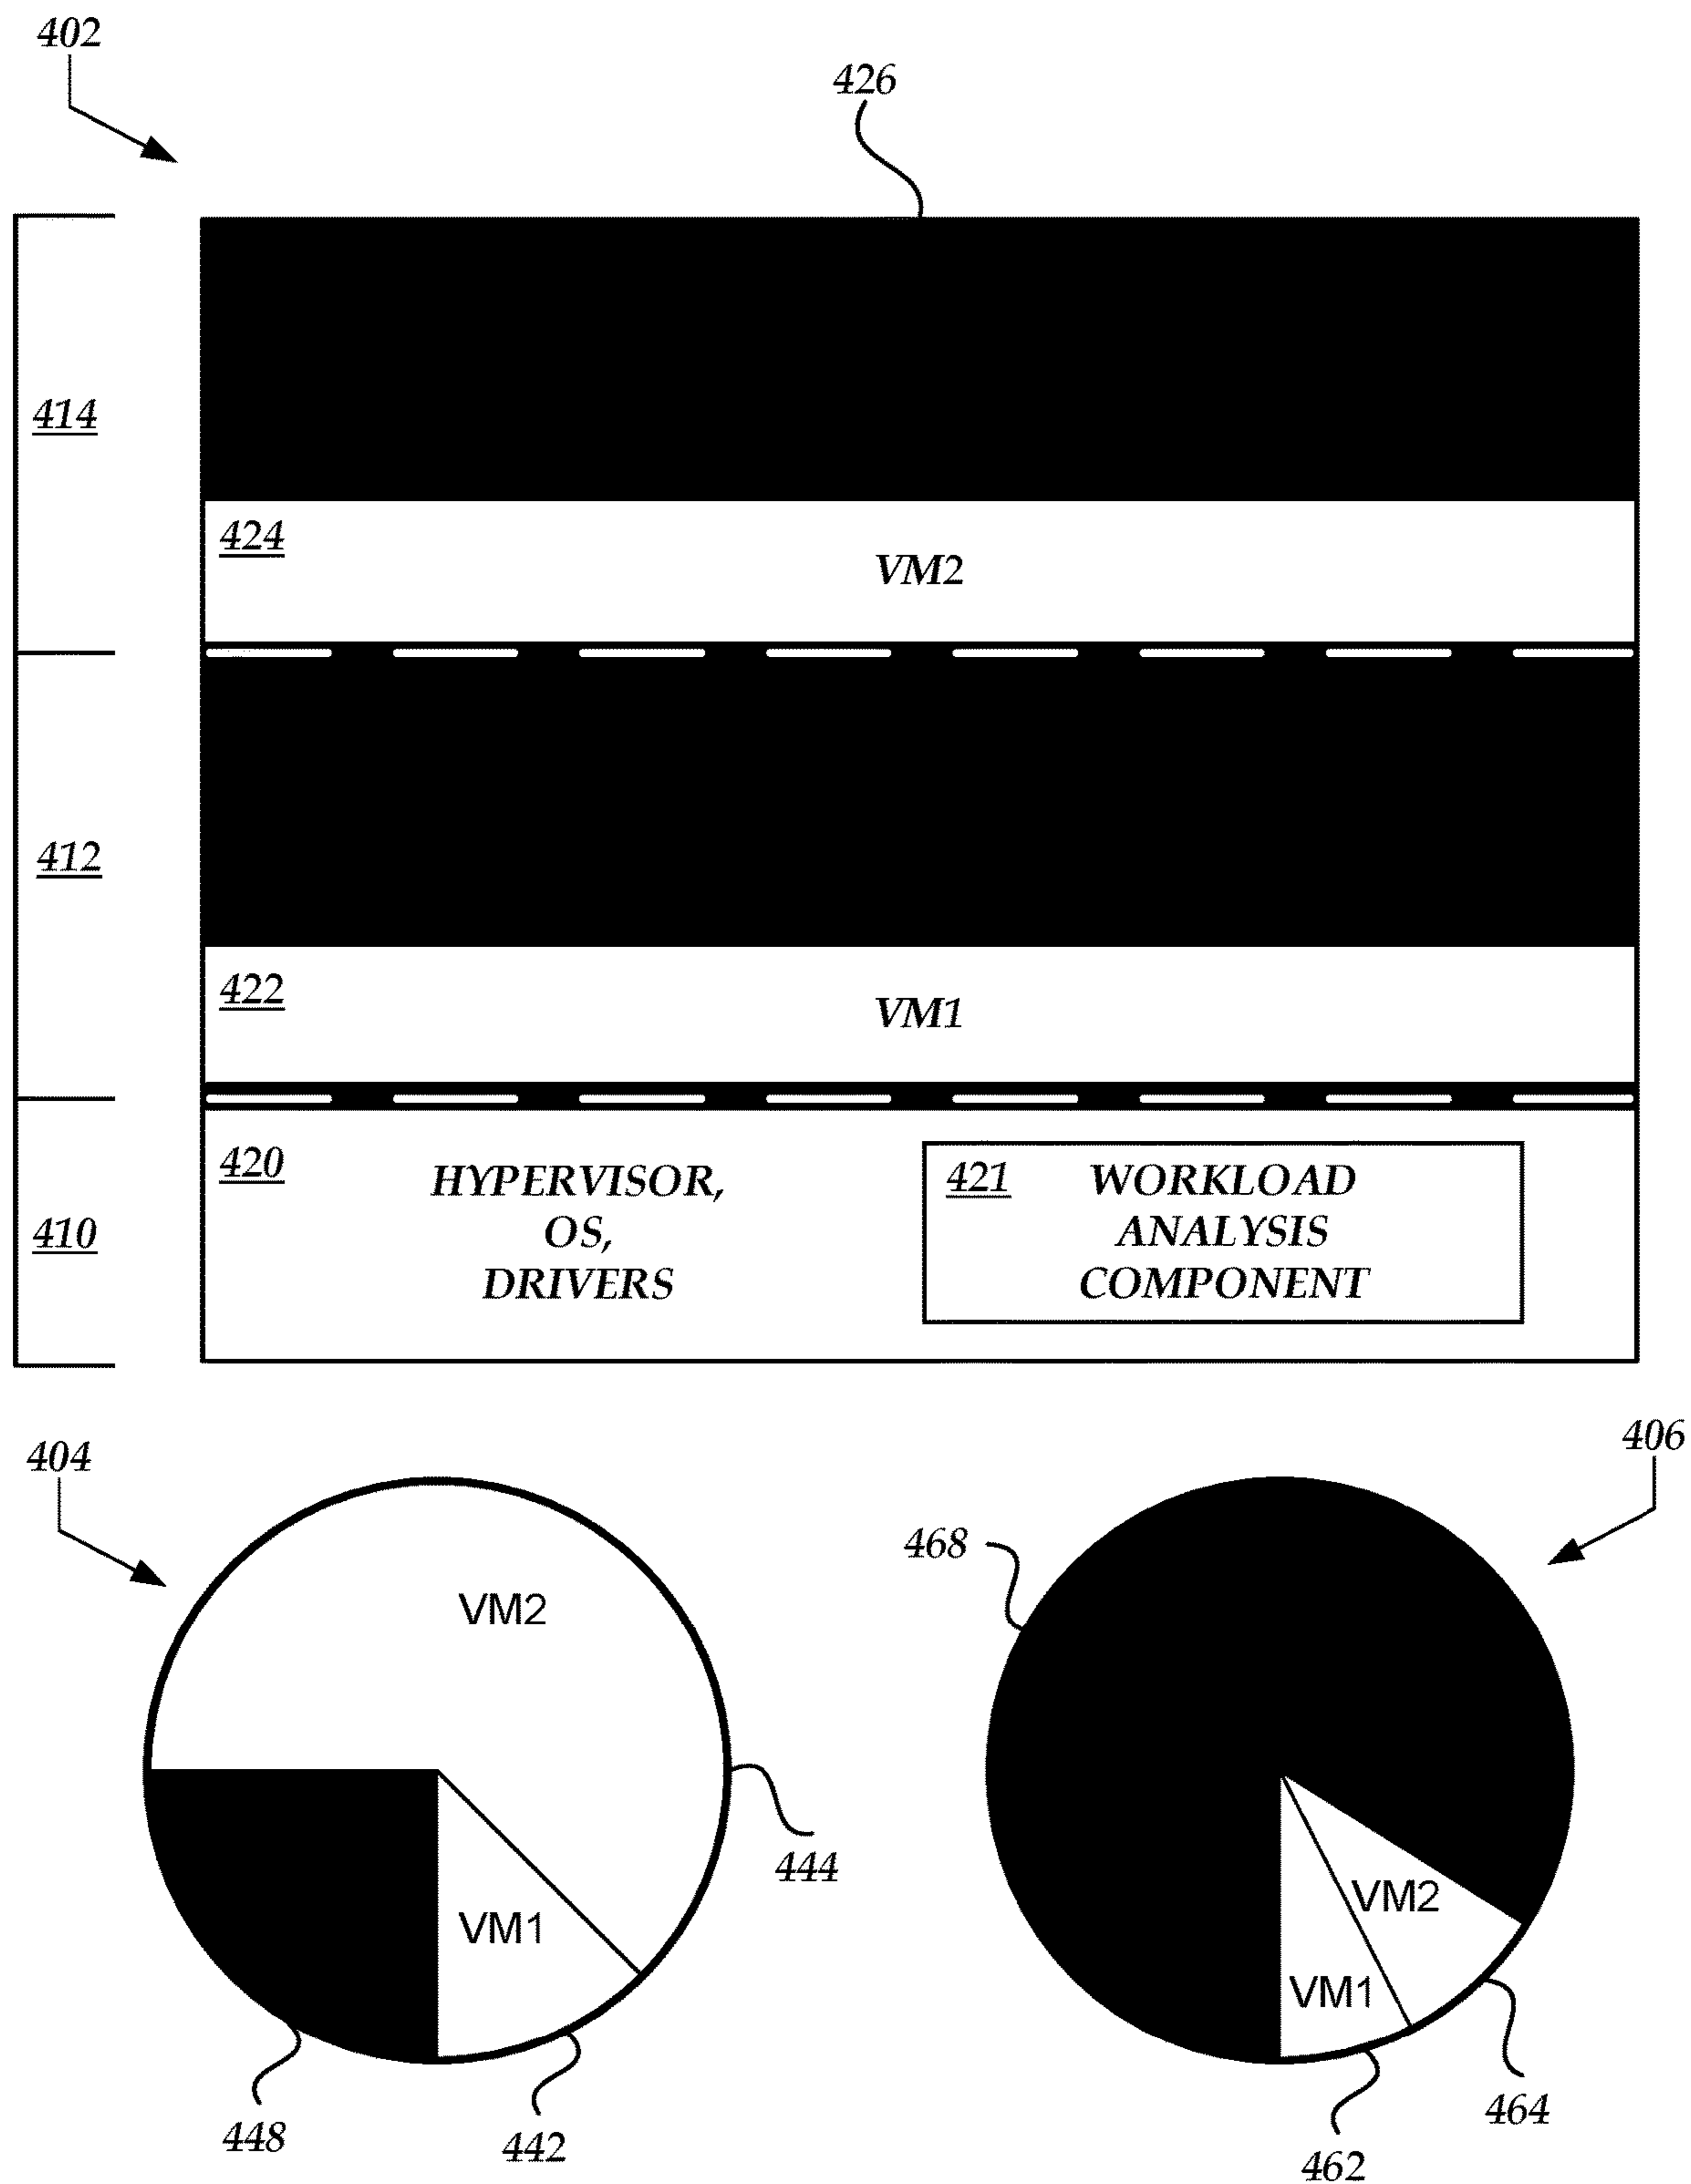 402
426
414
424
VM2
412
422
VM1
410
420
HYPERVISOR,
OS,
DRIVERS
421
WORKLOAD
ANALYSIS
COMPONENT
404
406
468
VM2
444
VM1
VM2
VM1
448
442
464
462